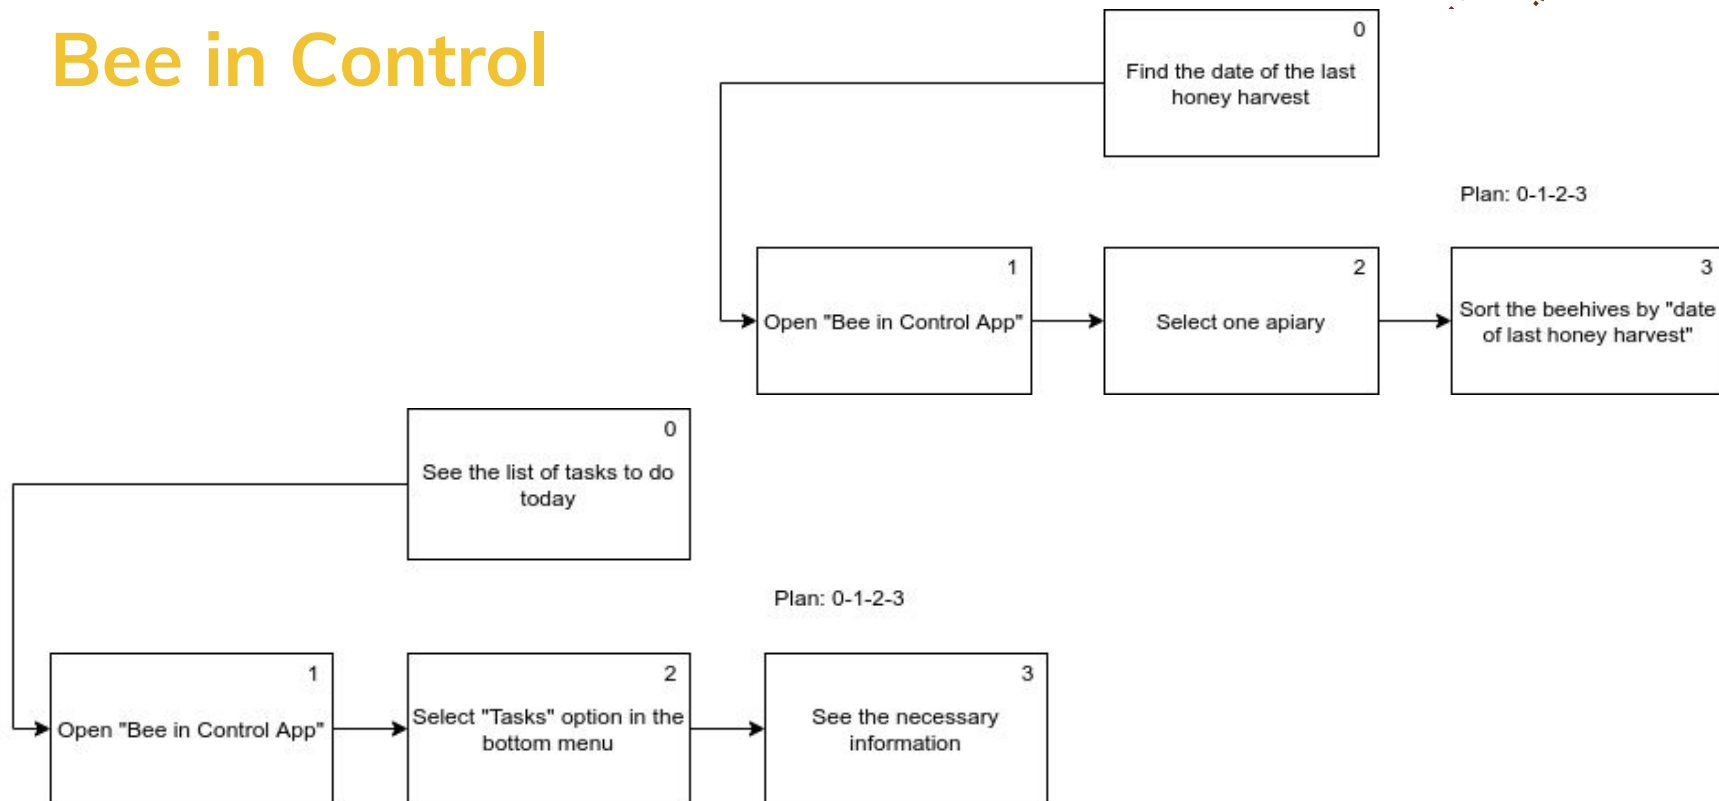 Bee in Control
0
Find the date of the last
honey harvest
Plan: 0-1-2-3
1
Open "Bee in Control App"
2
Select one apiary
3
Sort the beehives by "date
of last honey harvest"
0
See the list of tasks to do
today
Plan: 0-1-2-3
1
Open "Bee in Control App"
2
Select "Tasks" option in the
bottom menu
3
See the necessary
information